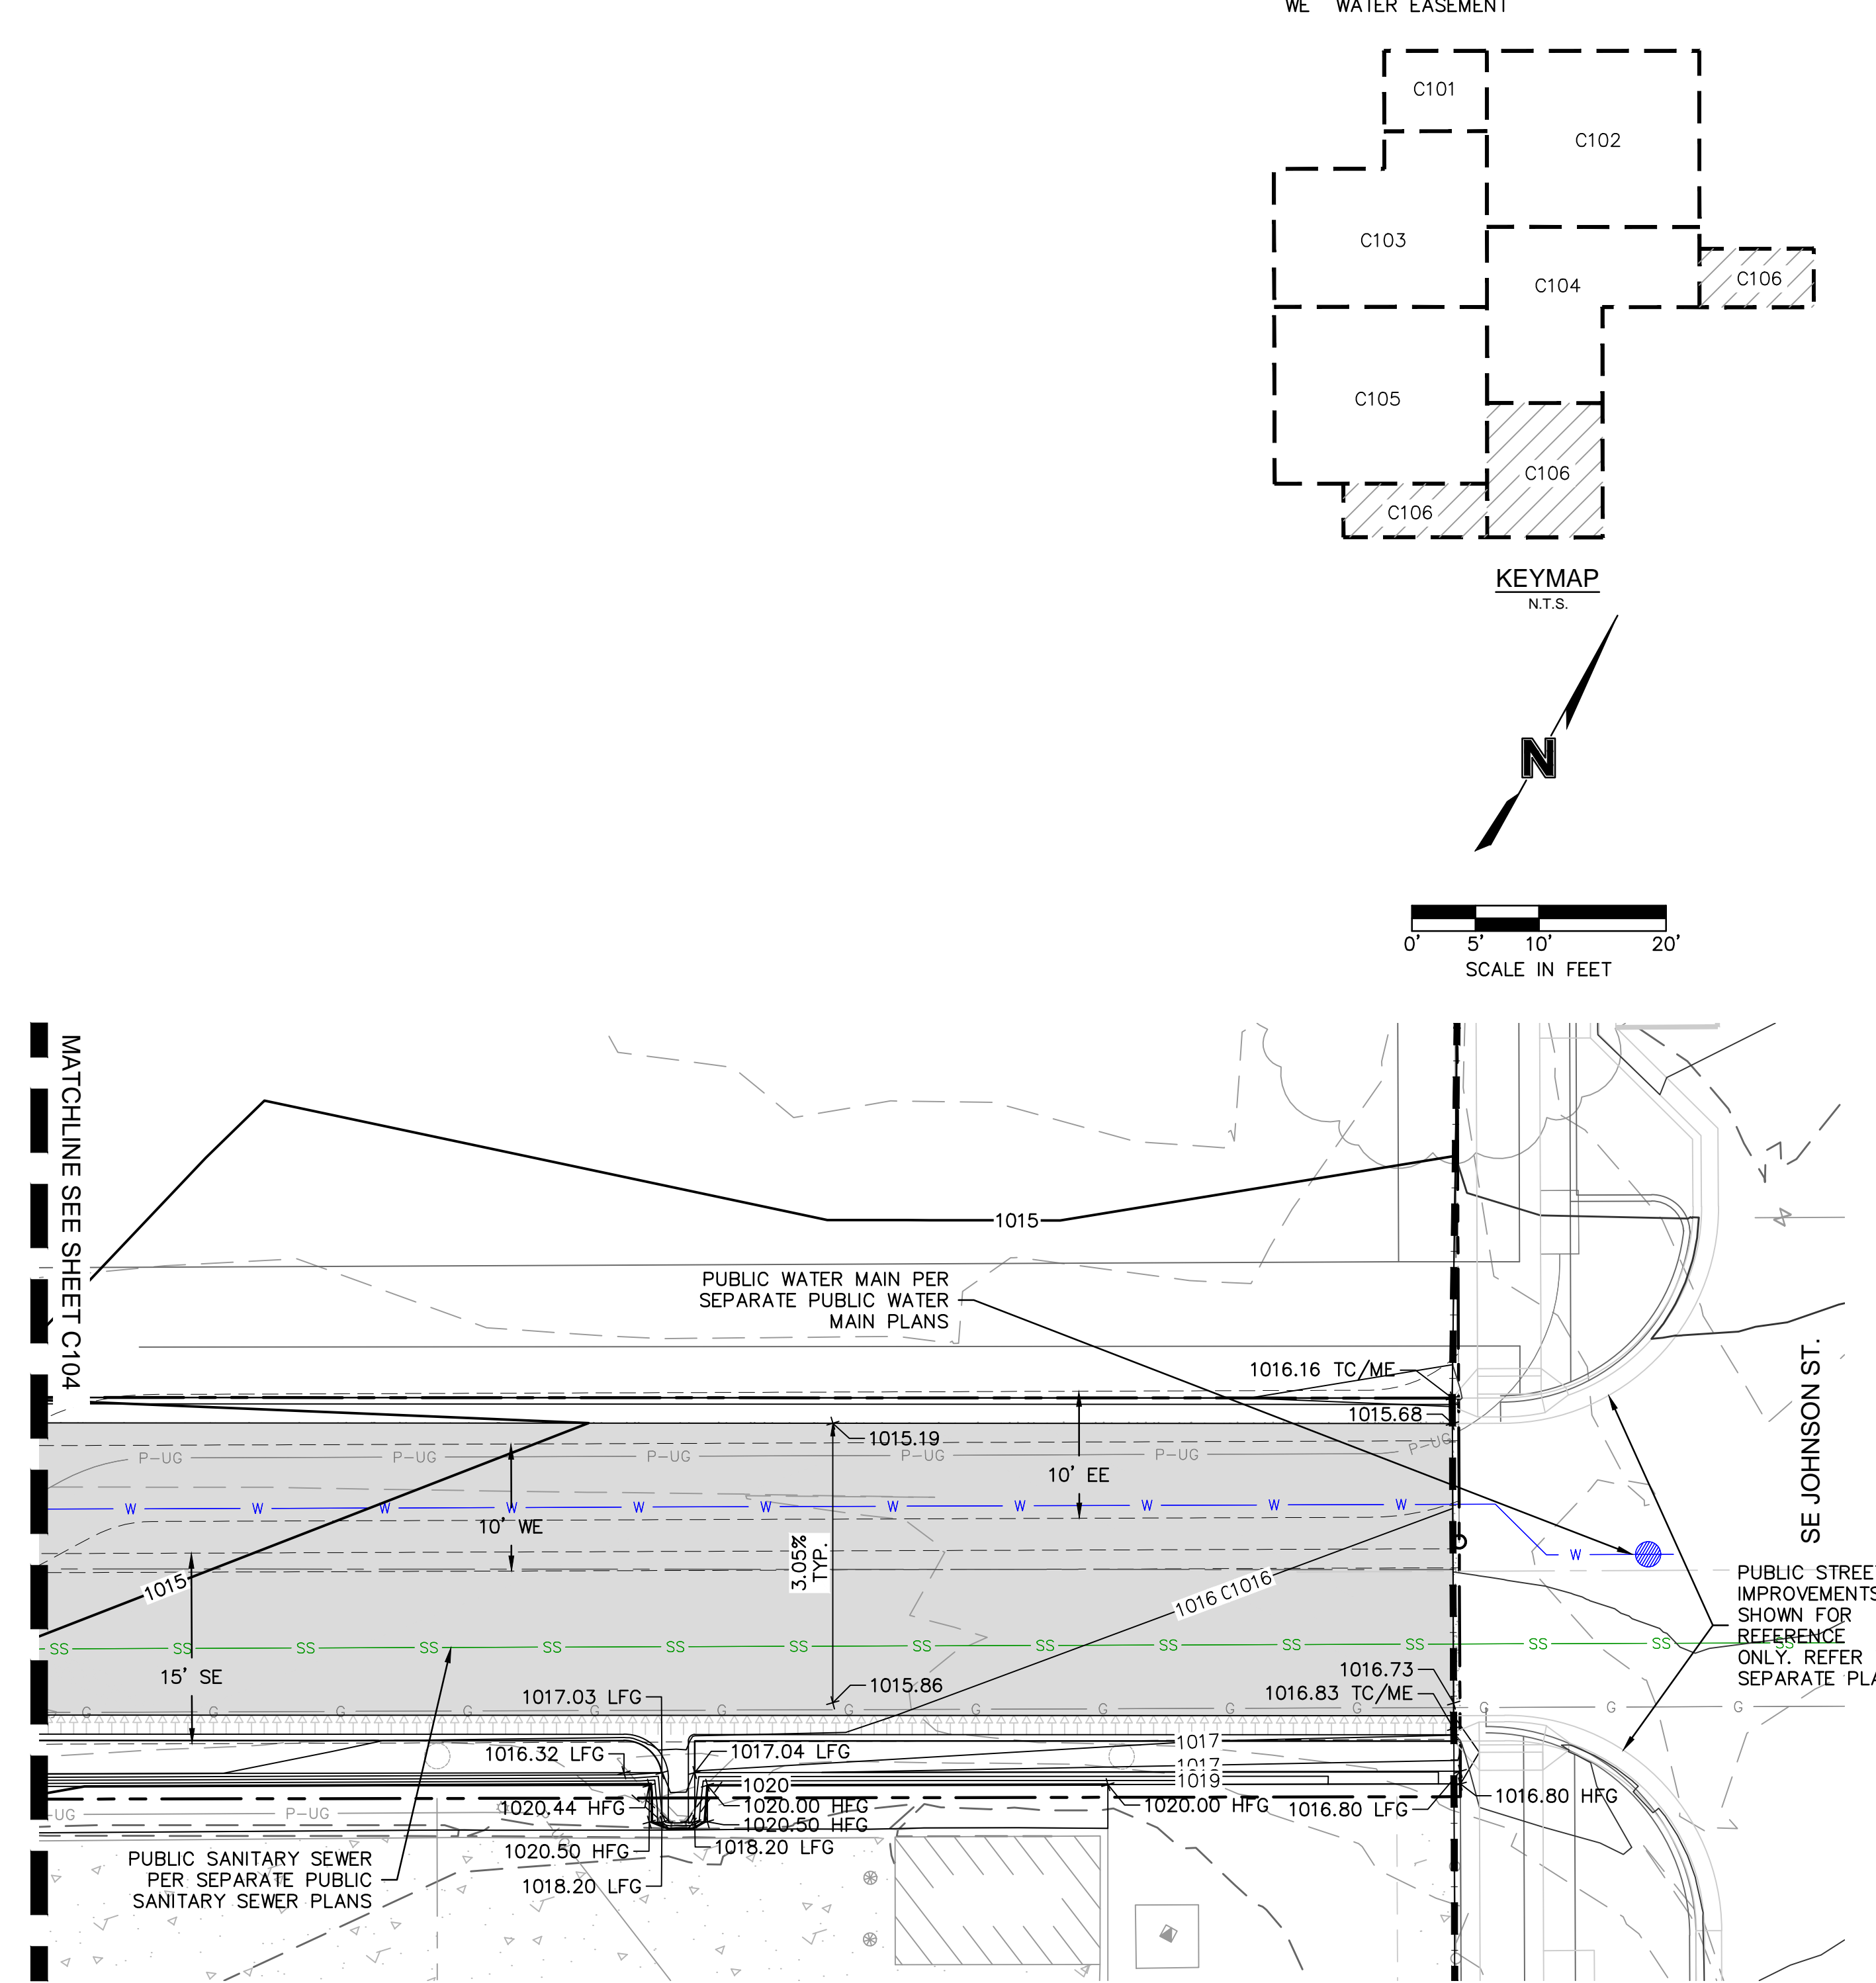 WE WATER EASEMENT
C101
C102
C103
C104
C106
C105
C106
C106
KEYMAP
N.T.S.
N
0' 5' 10' 20'
SCALE IN FEET
MATCHLINE SEE SHEET C104
1015
PUBLIC WATER MAIN PER
SEPARATE PUBLIC WATER
MAIN PLANS
SE JOHNSON ST.
1016.16 TC/ME
1015.68
1015.19
P-UG P-UG P-UG P-UG P-UG P-UG
10' EE
W W W W W W W W W W W
10' WE
W
3.05%
TYP.
1015
1016
1016
PUBLIC STREET
IMPROVEMENTS
SHOWN FOR
REFERENCE
ONLY. REFER
SEPARATE PLA
SS SS SS SS SS SS SS SS SS SS SS SS SS SS SS
15' SE
1016.73
1015.86
1016.83 TC/ME
1017.03 LFG
G G G G G G G G G G G G G G
1017
1016.32 LFG
1017.04 LFG
1017
1019
1020
1020.44 HFG
1020.00 HFG
1020.00 HFG
1016.80 LFG
1016.80 HFG
-UG P-UG
1020.50 HFG
1020.50 HFG
1018.20 LFG
1018.20 LFG
PUBLIC SANITARY SEWER
PER SEPARATE PUBLIC
SANITARY SEWER PLANS